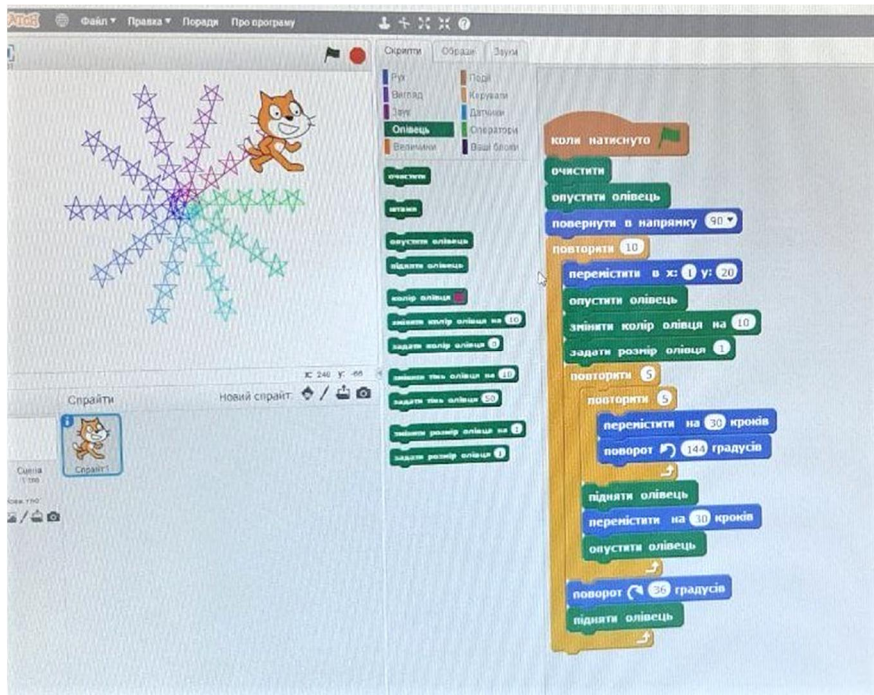 Файл Правка Поради Про програму
Скрипти Образи Звуки
Рух Події
Вигляд Керувати
Звук Датчики
Олівець Оператори
Величини Ваші блоки
очистити
штамп
опустити олівець
підняти олівець
колір олівця
змінити колір олівця на 10
задати колір олівця 0
змінити тінь олівця на 10
задати тінь олівця 50
змінити розмір олівця на 1
задати розмір олівця 1
x: 240 y: -66
Спрайти Новий спрайт:
Сцена
Спрайт1
коли натиснуто
очистити
опустити олівець
повернути в напрямку 90
повторити 10
перемістити в x: 1 y: 20
опустити олівець
змінити колір олівця на 10
задати розмір олівця 1
повторити 5
повторити 5
перемістити на 30 кроків
поворот 144 градусів
підняти олівець
перемістити на 30 кроків
опустити олівець
поворот 36 градусів
підняти олівець